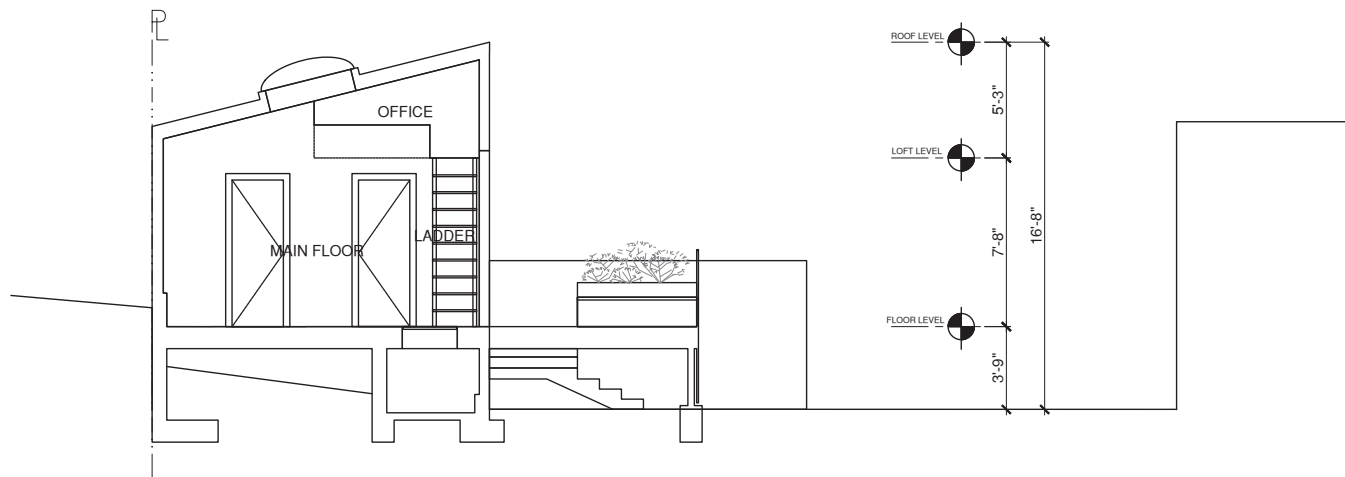 PL
ROOF LEVEL
5'-3"
OFFICE
LOFT LEVEL
7'-8"
16'-8"
LADDER
MAIN FLOOR
FLOOR LEVEL
3'-9"